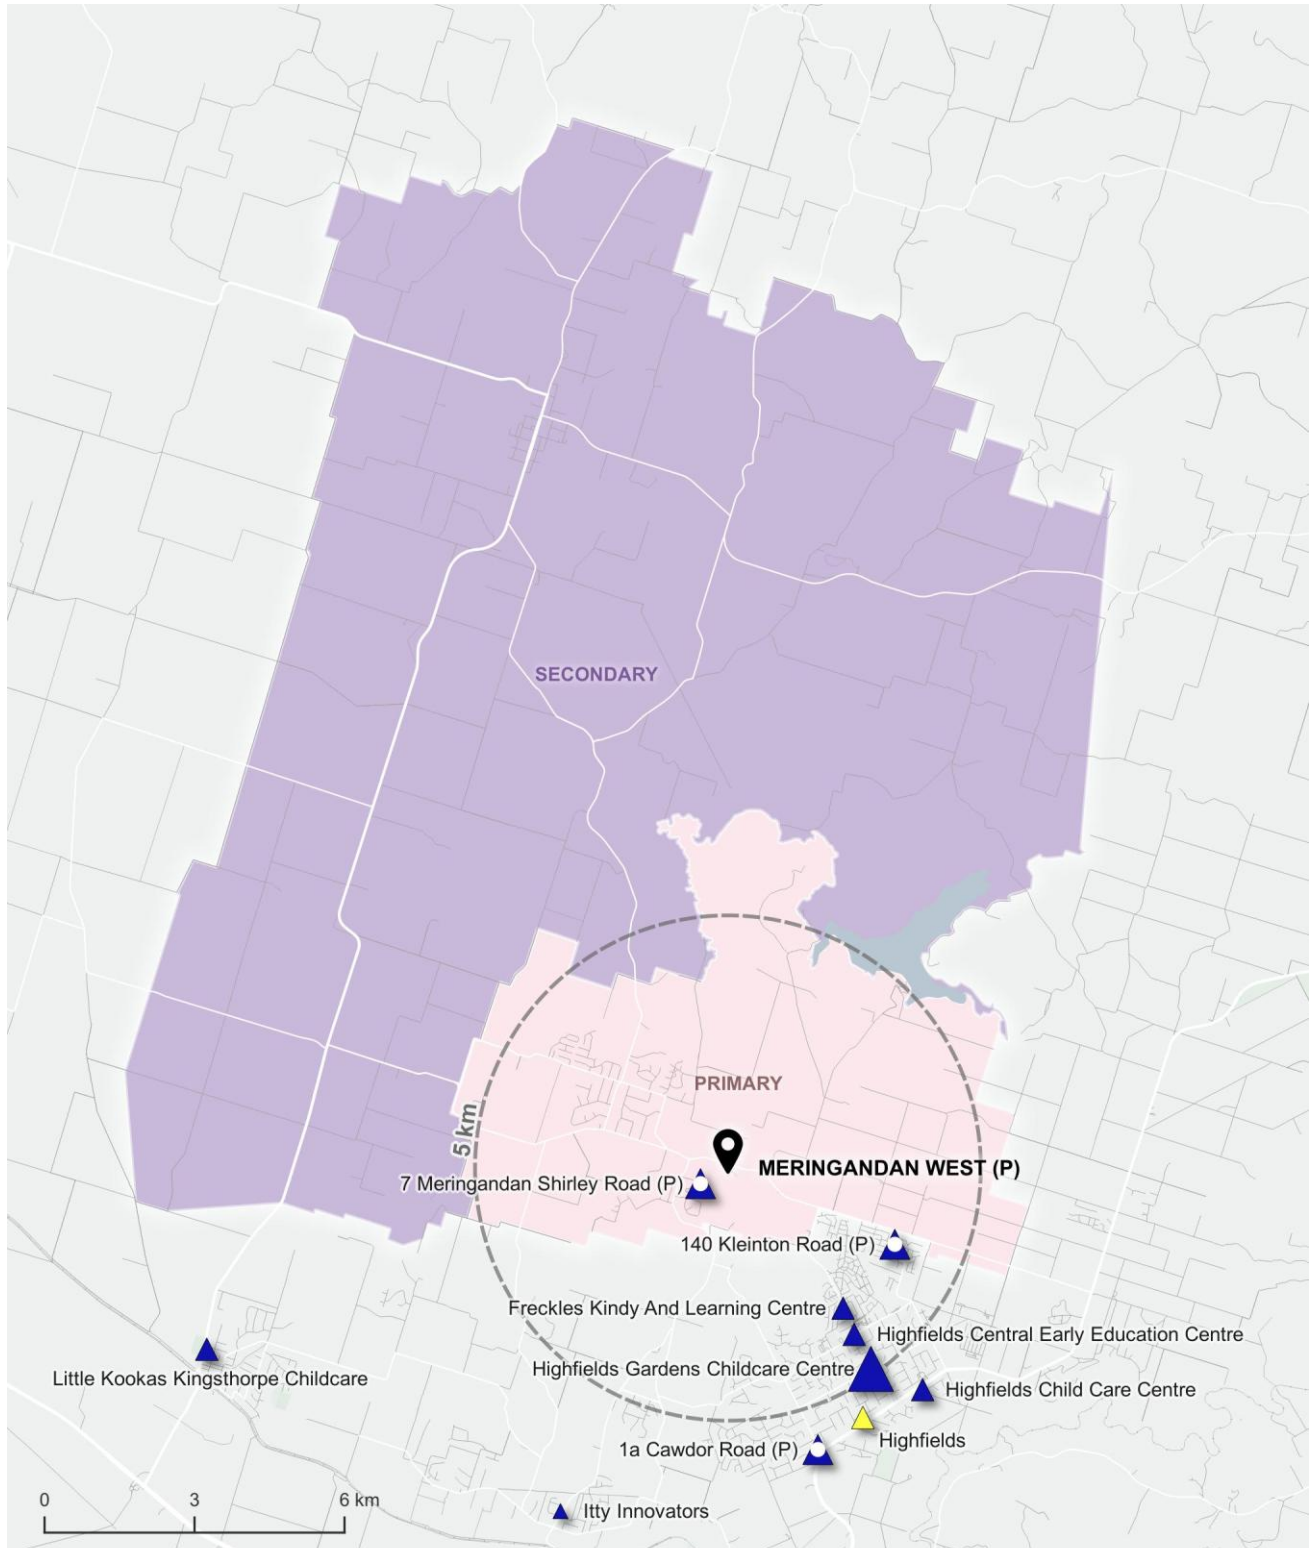 SECONDARY
PRIMARY
5 km
MERINGANDAN WEST (P)
7 Meringandan Shirley Road (P)
140 Kleinton Road (P)
Freckles Kindy And Learning Centre
Highfields Central Early Education Centre
Little Kookas Kingsthorpe Childcare
Highfields Gardens Childcare Centre
Highfields Child Care Centre
Highfields
1a Cawdor Road (P)
0 3 6 km
Itty Innovators